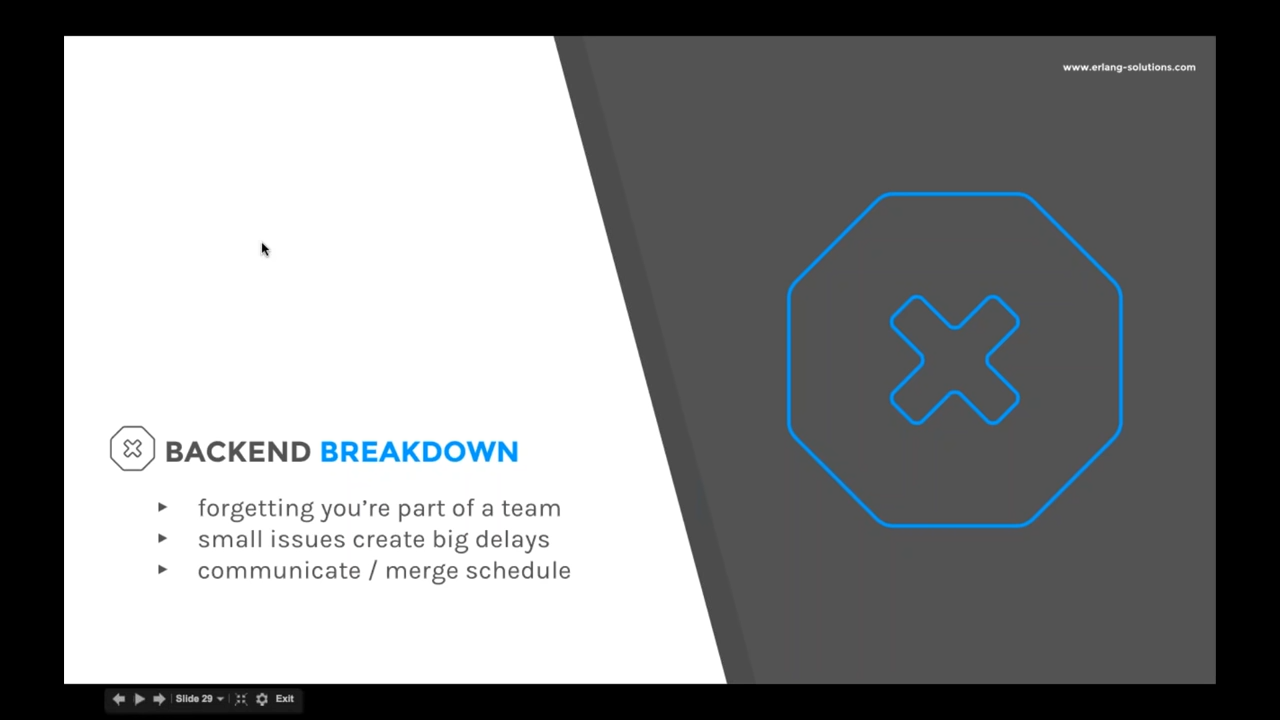 www.erlang-solutions.com
BACKEND BREAKDOWN
forgetting you're part of a team
small issues create big delays
communicate / merge schedule
Slide 29
Exit